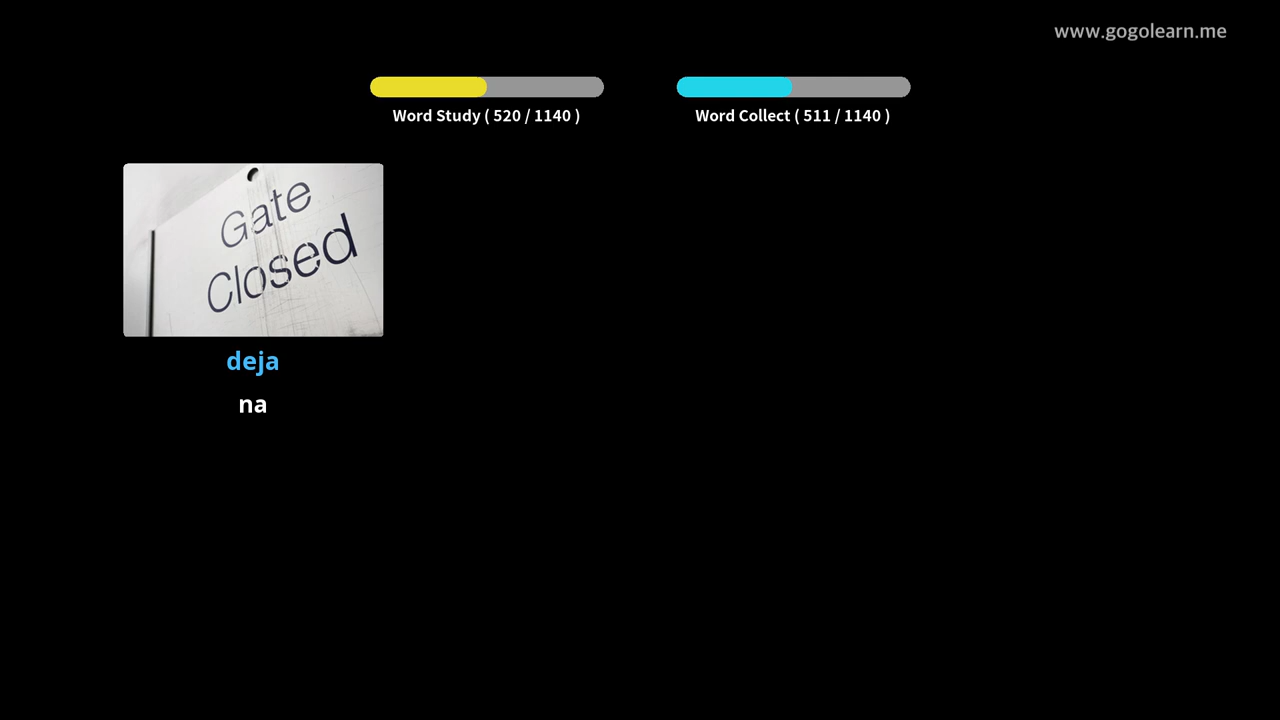 www.gogolearn.me
Word Study ( 520 / 1140 )
Word Collect ( 511 / 1140 )
Gate
Closed
deja
na